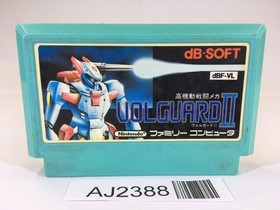 dB-SOFT
dBF-VL
高機動戦闘メカ
VOLGUARD II
ヴォルガードII
Nintendo ファミリーコンピュータ
AJ2388